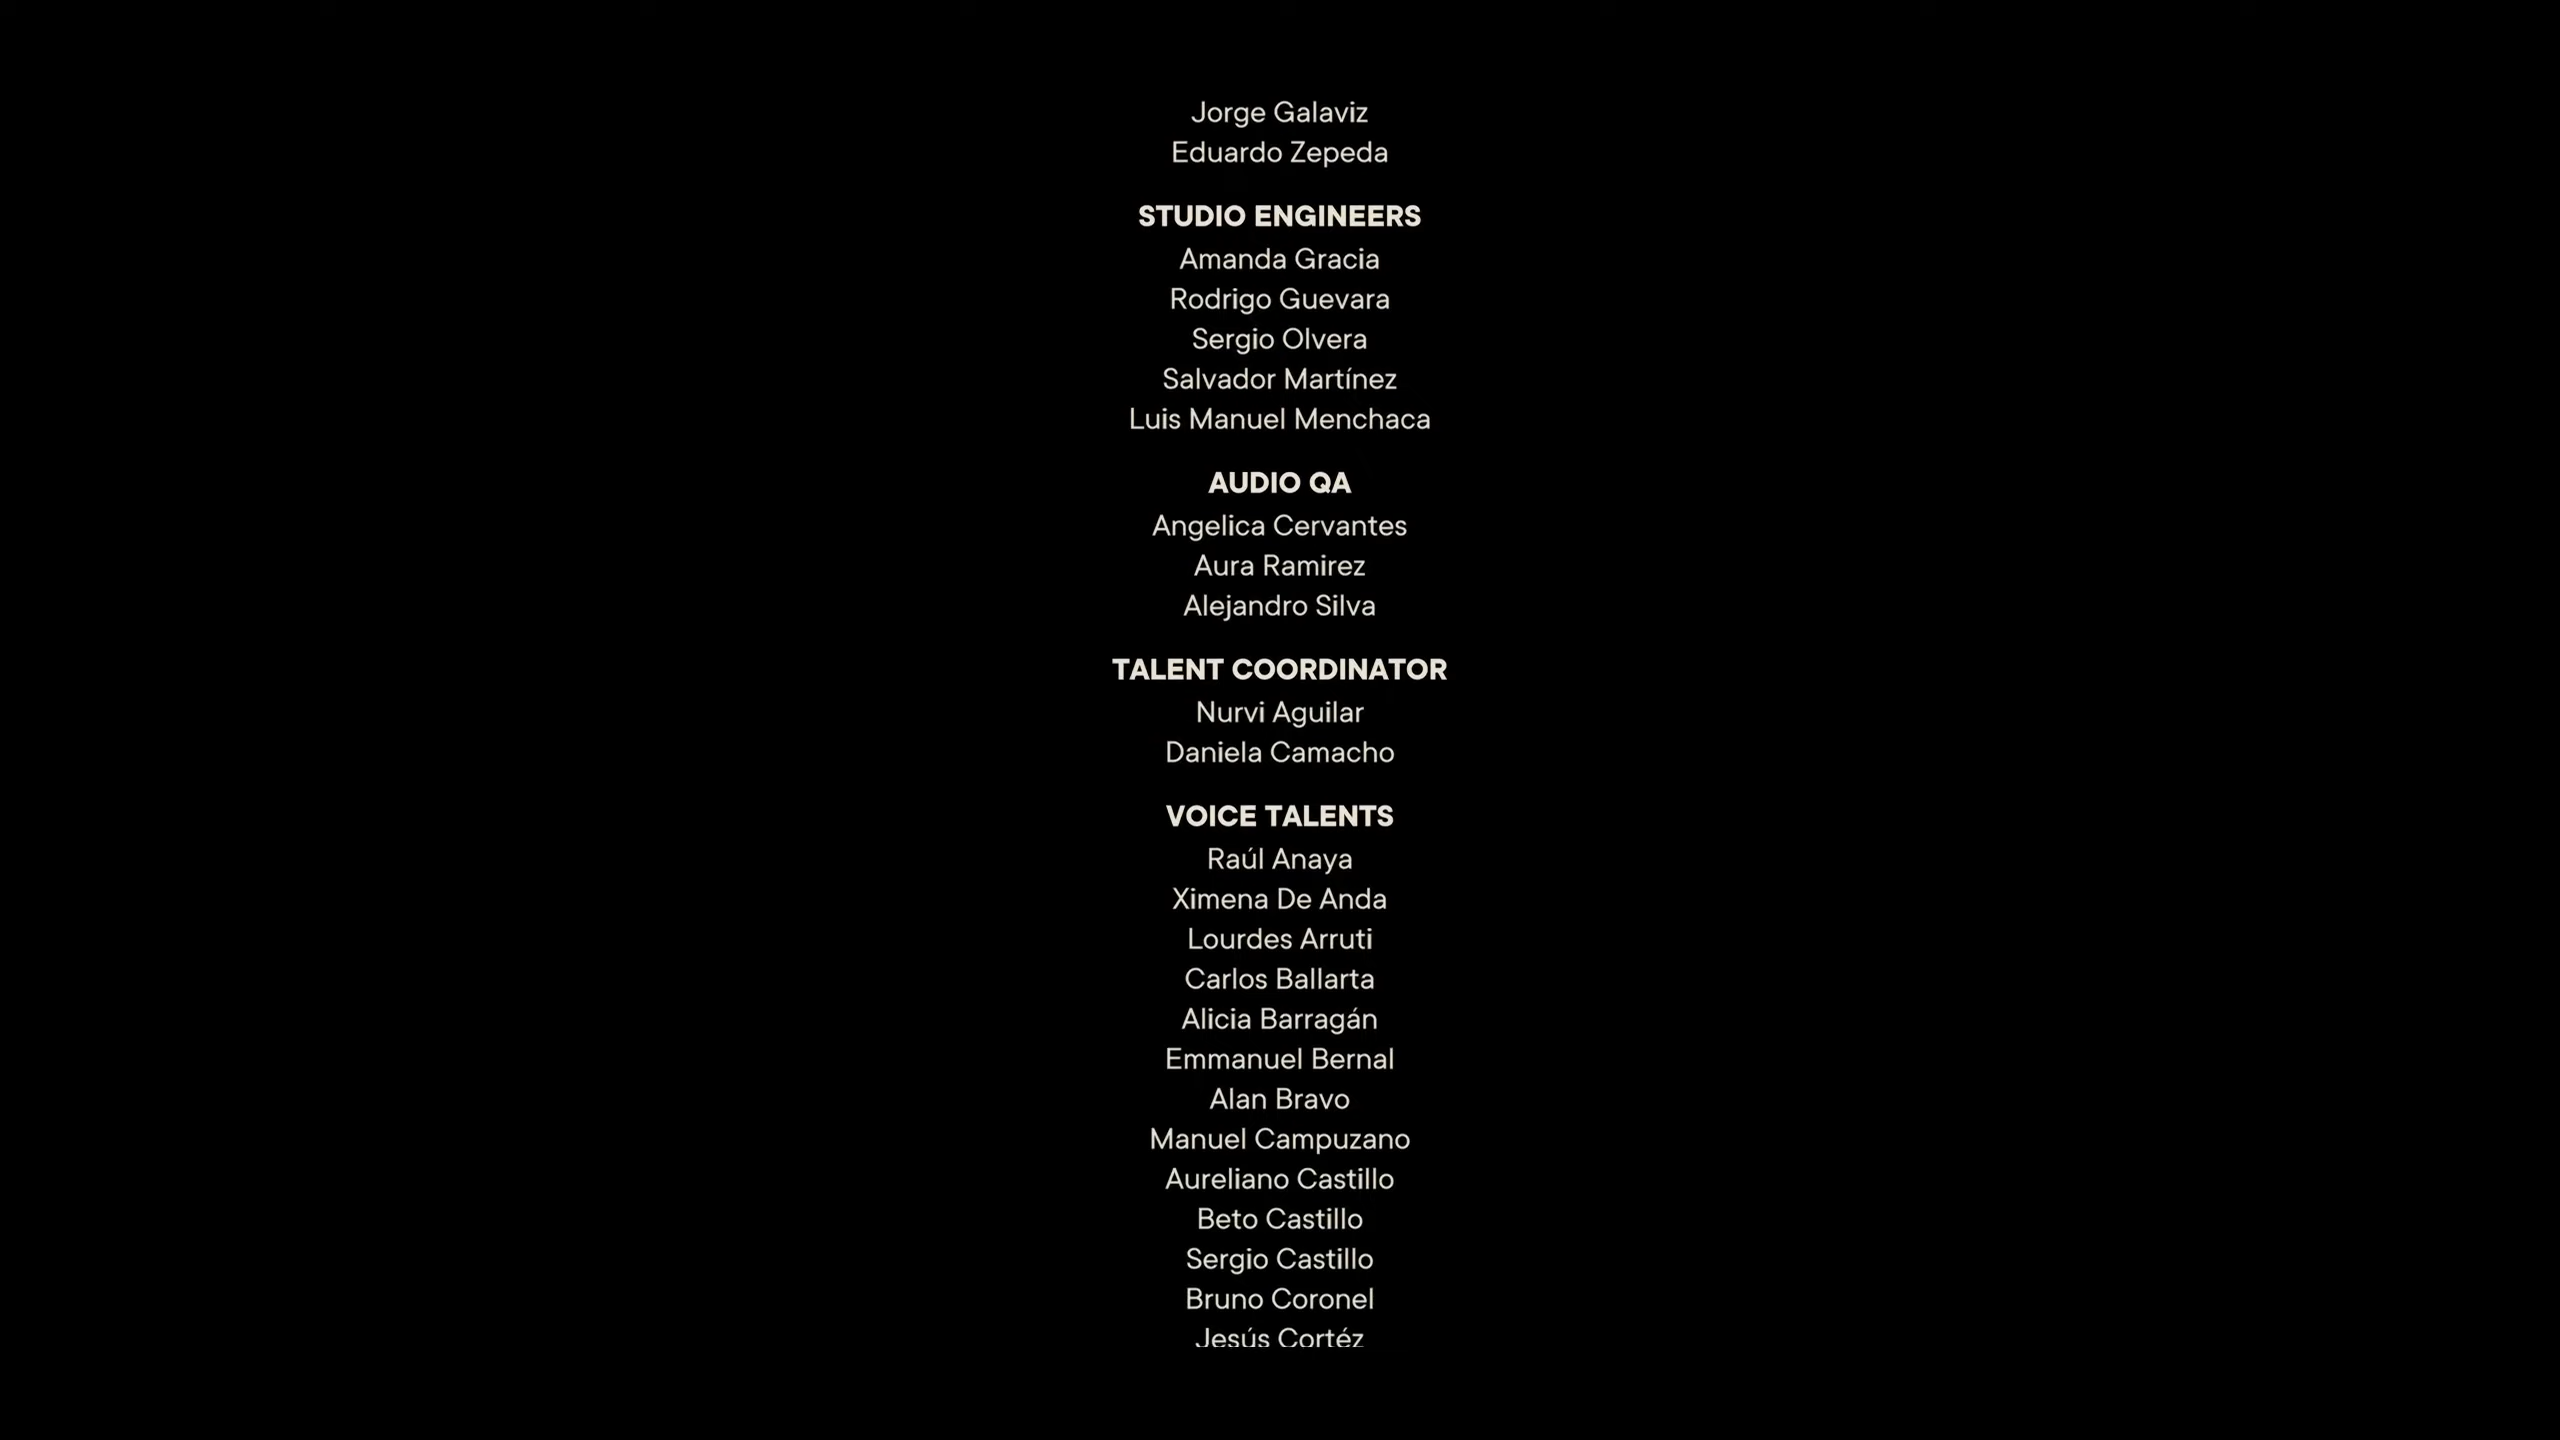 Jorge Galaviz
Eduardo Zepeda
STUDIO ENGINEERS
Amanda Gracia
Rodrigo Guevara
Sergio Olvera
Salvador Martínez
Luis Manuel Menchaca
AUDIO QA
Angelica Cervantes
Aura Ramirez
Alejandro Silva
TALENT COORDINATOR
Nurvi Aguilar
Daniela Camacho
VOICE TALENTS
Raúl Anaya
Ximena De Anda
Lourdes Arruti
Carlos Ballarta
Alicia Barragán
Emmanuel Bernal
Alan Bravo
Manuel Campuzano
Aureliano Castillo
Beto Castillo
Sergio Castillo
Bruno Coronel
Jesús Cortéz